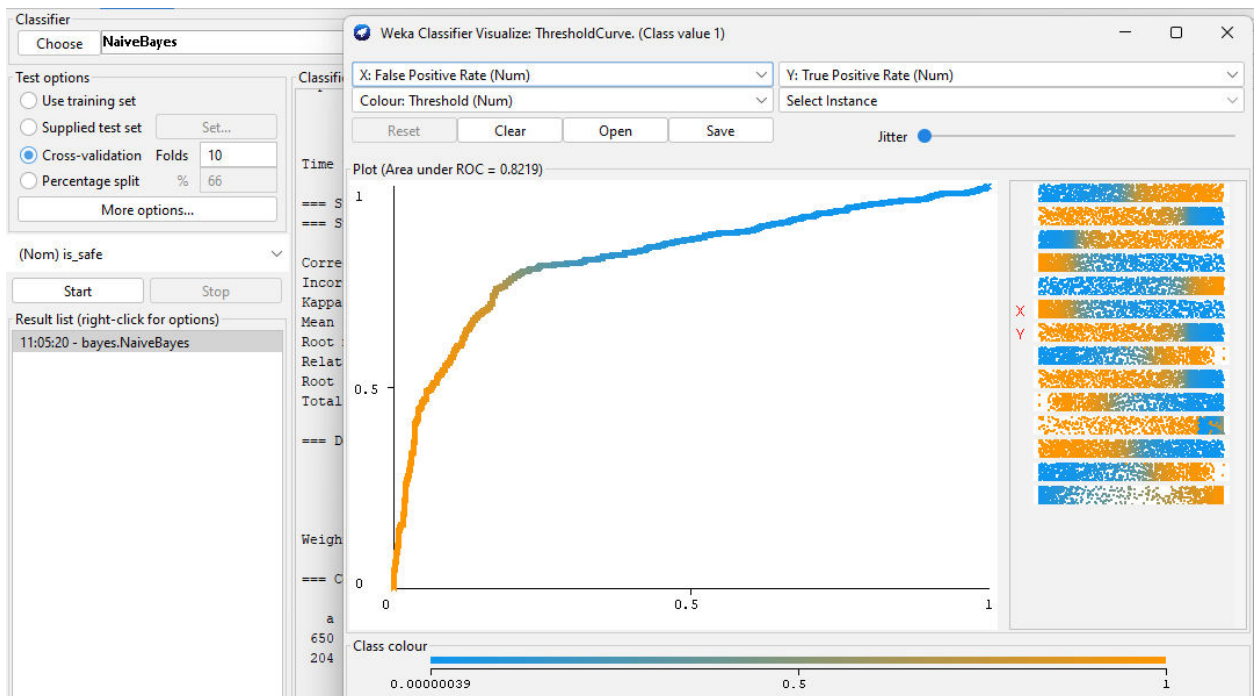 Classifier
Choose NaiveBayes
Test options
Use training set
Supplied test set Set...
Cross-validation Folds 10
Percentage split % 66
More options...
(Nom) is_safe
Start Stop
Result list (right-click for options)
11:05:20 - bayes.NaiveBayes
Classifi
Time
=== S
=== S
Corre
Incor
Kappa
Mean
Root
Relat
Root
Total
=== D
Weigh
=== C
a
650
204
Weka Classifier Visualize: ThresholdCurve. (Class value 1)
X: False Positive Rate (Num) Y: True Positive Rate (Num)
Colour: Threshold (Num) Select Instance
Reset Clear Open Save Jitter
Plot (Area under ROC = 0.8219)
1
0.5
0
0 0.5 1
X
Y
Class colour
0.00000039 0.5 1